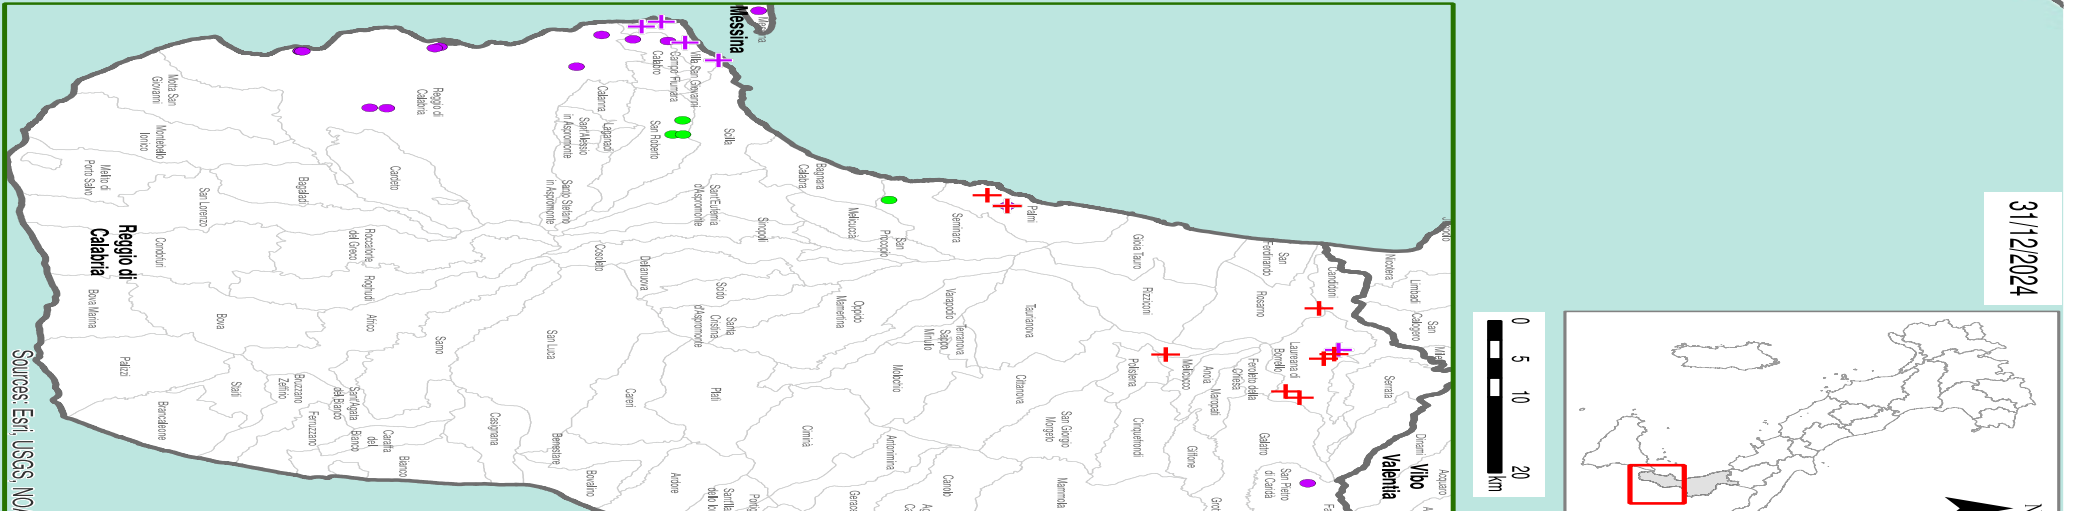 31/12/2024
0
5
10
20
km
N
Messina
Villa San Giovanni
Campo
Calabro
Fiumara
Scilla
San Roberto
Calanna
Laganadi
Sant'Alessio
in Aspromonte
Santo Stefano
in Aspromonte
Reggio di
Calabria
Motta San
Giovanni
Montebello
Ionico
Melito di
Porto Salvo
San Lorenzo
Bagaladi
Cardeto
Roccaforte
del Greco
Roghudi
Condofuri
Reggio di
Calabria
Bova Marina
Bova
Africo
Palizzi
Staiti
Brancaleone
Bruzzano
Zeffirio
Ferruzzano
Sant'Agata
del Bianco
Caraffa
del
Bianco
Bianco
Samo
Casignana
San Luca
Benestare
Bovalino
Careri
Platì
Ardore
Ciminà
Antonimina
Canolo
Mammola
Bagnara
Calabra
Sant'Eufemia
d'Aspromonte
Sinopoli
Melicuccà
San
Procopio
Seminara
Palmi
Cosoleto
Delianuova
Scido
Santa
Cristina
d'Aspromonte
Oppido
Mamertina
Varapodio
Terranova
Sappo
Minulio
Molochio
Taurianova
Cittanova
San Giorgio
Morgeto
Gioia Tauro
Rizziconi
Polistena
Cinquefrondi
Melicucco
Anoia
Maropati
Giffone
Feroleto della
Chiesa
Galatro
San Pietro
di Caridà
Laureana di
Borrello
Rosarno
San
Ferdinando
Candidoni
Serrata
Nicotera
Limbadi
San
Calogero
Dinami
Acquaro
Vibo
Valentia
Sources: Esri, USGS, NOA